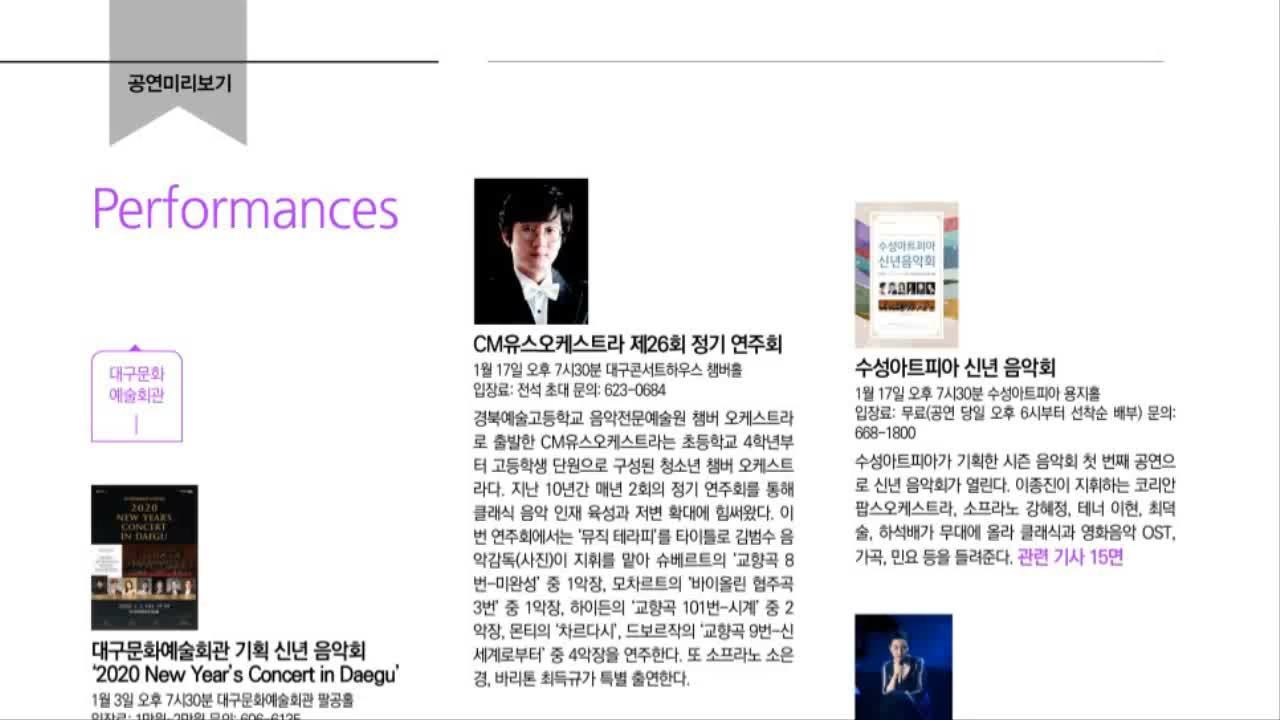 공연미리보기
Performances
대구문화
예술회관
2020
NEW YEAR'S
CONCERT
IN DAEGU
대구문화예술회관 기획 신년 음악회
‘2020 New Year’s Concert in Daegu’
1월 3일 오후 7시30분 대구문화예술회관 팔공홀
입장료: 1만원~2만원 문의: 606-6135
CM유스오케스트라 제26회 정기 연주회
1월 17일 오후 7시30분 대구콘서트하우스 챔버홀
입장료: 전석 초대 문의: 623-0684
경북예술고등학교 음악전문예술원 챔버 오케스트라
로 출발한 CM유스오케스트라는 초등학교 4학년부
터 고등학생 단원으로 구성된 청소년 챔버 오케스트
라다. 지난 10년간 매년 2회의 정기 연주회를 통해
클래식 음악 인재 육성과 저변 확대에 힘써왔다. 이
번 연주회에서는 ‘뮤직 테라피’를 타이틀로 김범수 음
악감독(사진)이 지휘를 맡아 슈베르트의 ‘교향곡 8
번-미완성’ 중 1악장, 모차르트의 ‘바이올린 협주곡
3번’ 중 1악장, 하이든의 ‘교향곡 101번-시계’ 중 2
악장, 몬티의 ‘차르다시’, 드보르작의 ‘교향곡 9번-신
세계로부터’ 중 4악장을 연주한다. 또 소프라노 소은
경, 바리톤 최득규가 특별 출연한다.
수성아트피아
신년음악회
수성아트피아 신년 음악회
1월 17일 오후 7시30분 수성아트피아 용지홀
입장료: 무료(공연 당일 오후 6시부터 선착순 배부) 문의:
668-1800
수성아트피아가 기획한 시즌 음악회 첫 번째 공연으
로 신년 음악회가 열린다. 이종진이 지휘하는 코리안
팝스오케스트라, 소프라노 강혜정, 테너 이현, 최덕
술, 하석배가 무대에 올라 클래식과 영화음악 OST,
가곡, 민요 등을 들려준다. 관련 기사 15면